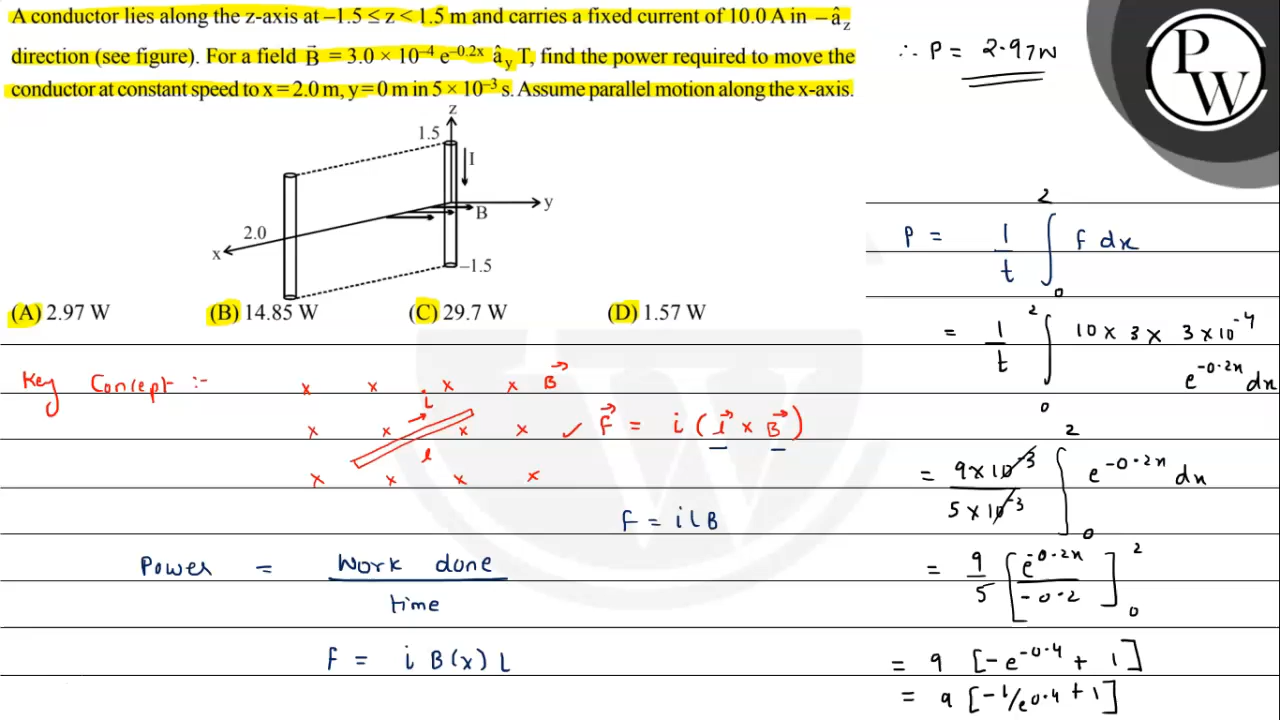 A conductor lies along the z-axis at –1.5 ≤ z < 1.5 m and carries a fixed current of 10.0 A in – â_z
direction (see figure). For a field B⃗ = 3.0 × 10⁻⁴ e^(–0.2x) â_y T, find the power required to move the
conductor at constant speed to x = 2.0 m, y = 0 m in 5 × 10⁻³ s. Assume parallel motion along the x-axis.
z
1.5
I
y
B
2.0
x
–1.5
(A) 2.97 W (B) 14.85 W (C) 29.7 W (D) 1.57 W
Key Concept :-
x x x x B⃗
i
x x x x
l
x x x x
✓ F⃗ = i ( l⃗ × B⃗ )
F = i l B
Power = Work done
time
F = i B(x) L
∴ P = 2.97 W
PW
P = 1/t ∫₀² f dx
= 1/t ∫₀² 10 × 3 × 3 × 10⁻⁴
e^(-0.2x) dx
= 9 × 10⁻³ / 5 × 10⁻³ ∫₀² e^(-0.2x) dx
= 9/5 [ e^(-0.2x) / -0.2 ]₀²
= 9 [ - e^(-0.4) + 1 ]
= 9 [ - 1/e^0.4 + 1 ]